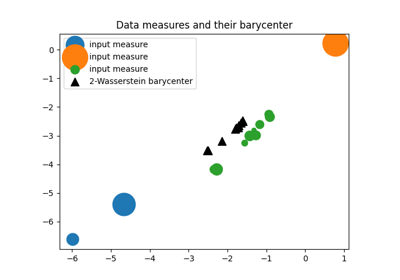 Data measures and their barycenter
input measure
input measure
input measure
2-Wasserstein barycenter
0
−1
−2
−3
−4
−5
−6
−6 −5 −4 −3 −2 −1 0 1